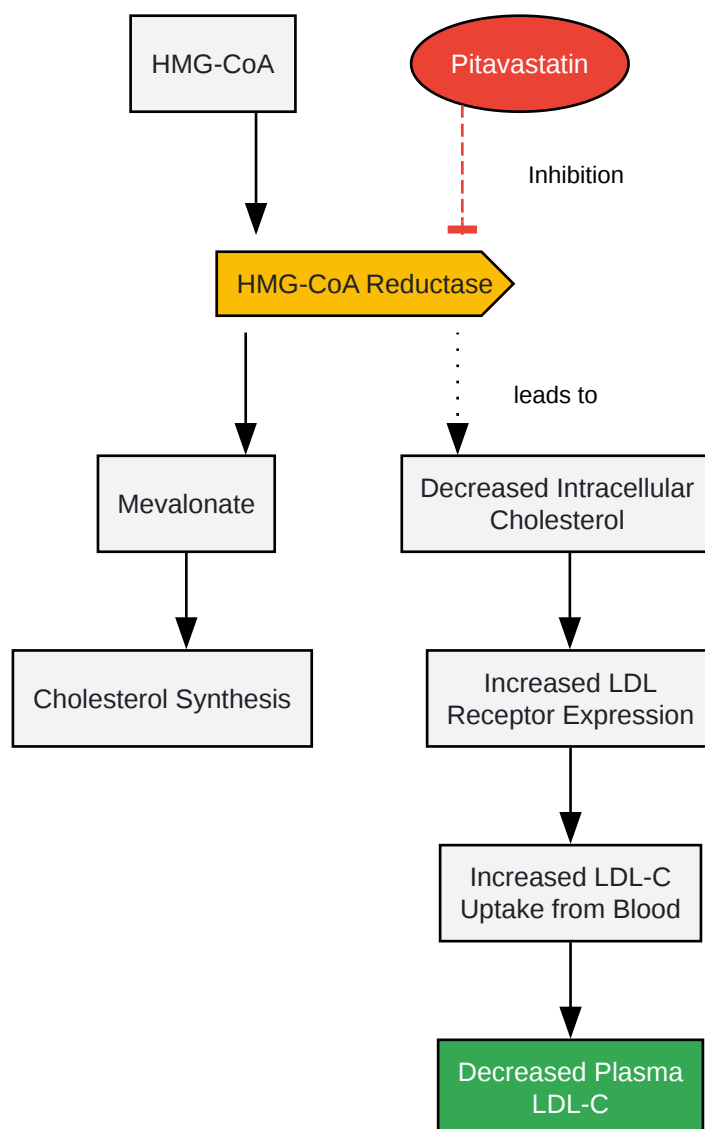 HMG-CoA
Pitavastatin
Inhibition
HMG-CoA Reductase
leads to
Mevalonate
Decreased Intracellular
Cholesterol
Cholesterol Synthesis
Increased LDL
Receptor Expression
Increased LDL-C
Uptake from Blood
Decreased Plasma
LDL-C